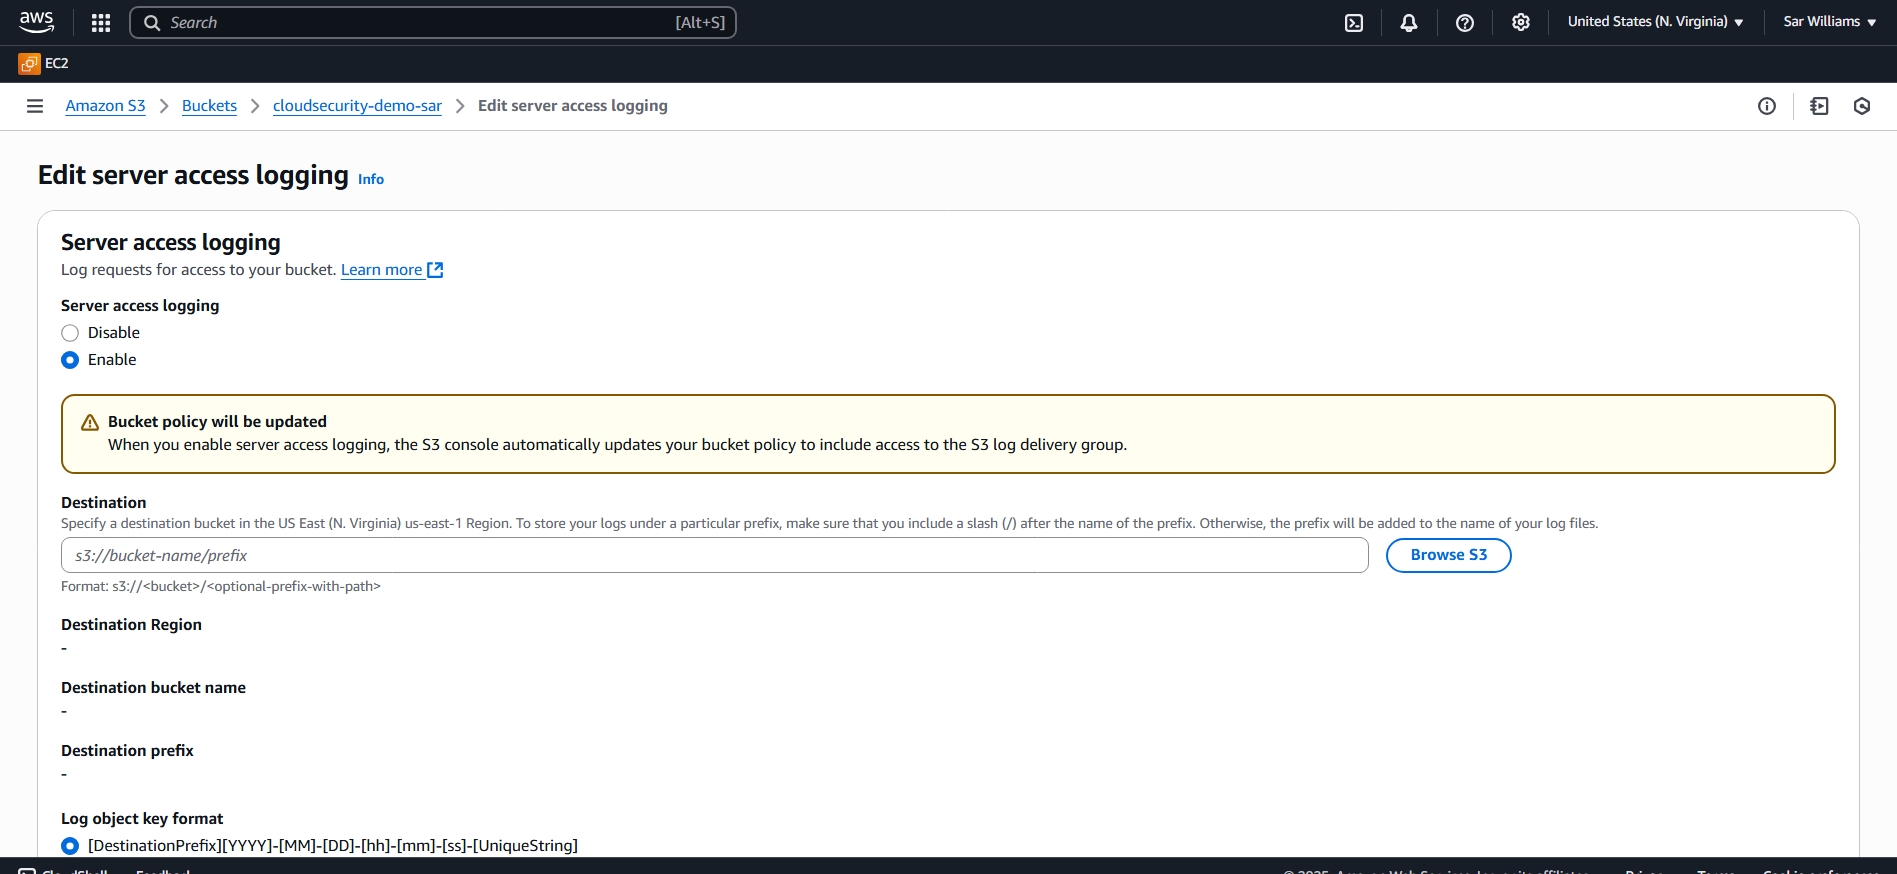 aws
Search [Alt+S]
United States (N. Virginia)
Sar Williams
EC2
Amazon S3
Buckets
cloudsecurity-demo-sar
Edit server access logging
Edit server access logging Info
Server access logging
Log requests for access to your bucket. Learn more
Server access logging
Disable
Enable
Bucket policy will be updated
When you enable server access logging, the S3 console automatically updates your bucket policy to include access to the S3 log delivery group.
Destination
Specify a destination bucket in the US East (N. Virginia) us-east-1 Region. To store your logs under a particular prefix, make sure that you include a slash (/) after the name of the prefix. Otherwise, the prefix will be added to the name of your log files.
s3://bucket-name/prefix
Browse S3
Format: s3://<bucket>/<optional-prefix-with-path>
Destination Region
-
Destination bucket name
-
Destination prefix
-
Log object key format
[DestinationPrefix][YYYY]-[MM]-[DD]-[hh]-[mm]-[ss]-[UniqueString]
CloudShell Feedback